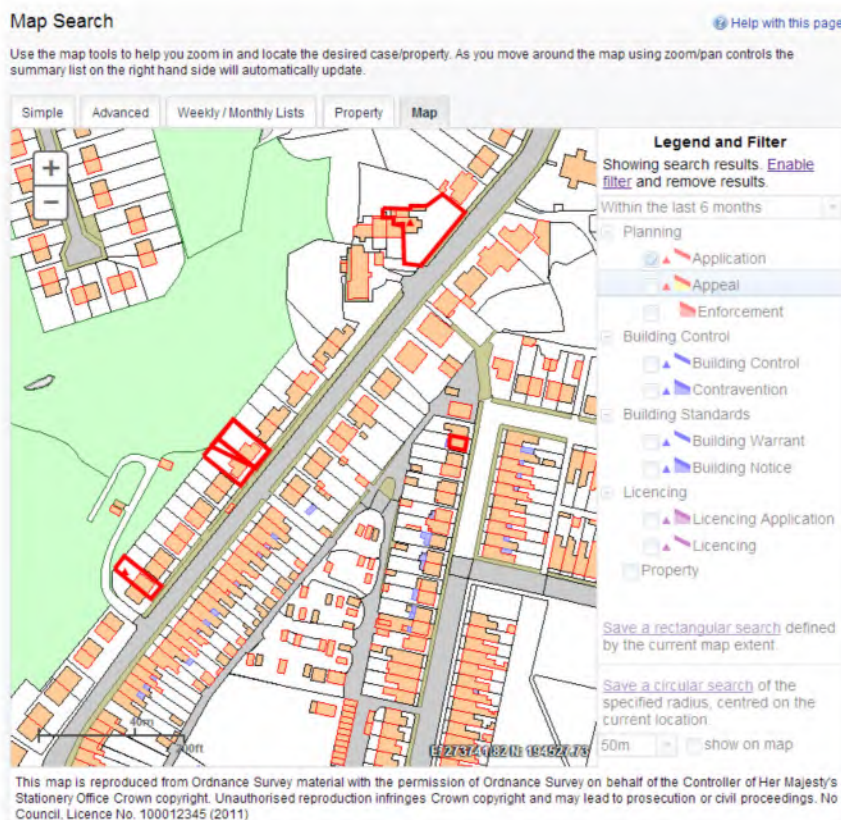 Map Search
Help with this page
Use the map tools to help you zoom in and locate the desired case/property. As you move around the map using zoom/pan controls the
summary list on the right hand side will automatically update.
Simple
Advanced
Weekly / Monthly Lists
Property
Map
+
−
Legend and Filter
Showing search results. Enable
filter and remove results.
Within the last 6 months
Planning
Application
Appeal
Enforcement
Building Control
Building Control
Contravention
Building Standards
Building Warrant
Building Notice
Licencing
Licencing Application
Licencing
Property
Save a rectangular search defined
by the current map extent.
Save a circular search of the
specified radius, centred on the
current location
50m
show on map
40m
200ft
This map is reproduced from Ordnance Survey material with the permission of Ordnance Survey on behalf of the Controller of Her Majesty's
Stationery Office Crown copyright. Unauthorised reproduction infringes Crown copyright and may lead to prosecution or civil proceedings. No
Council, Licence No. 100012345 (2011)